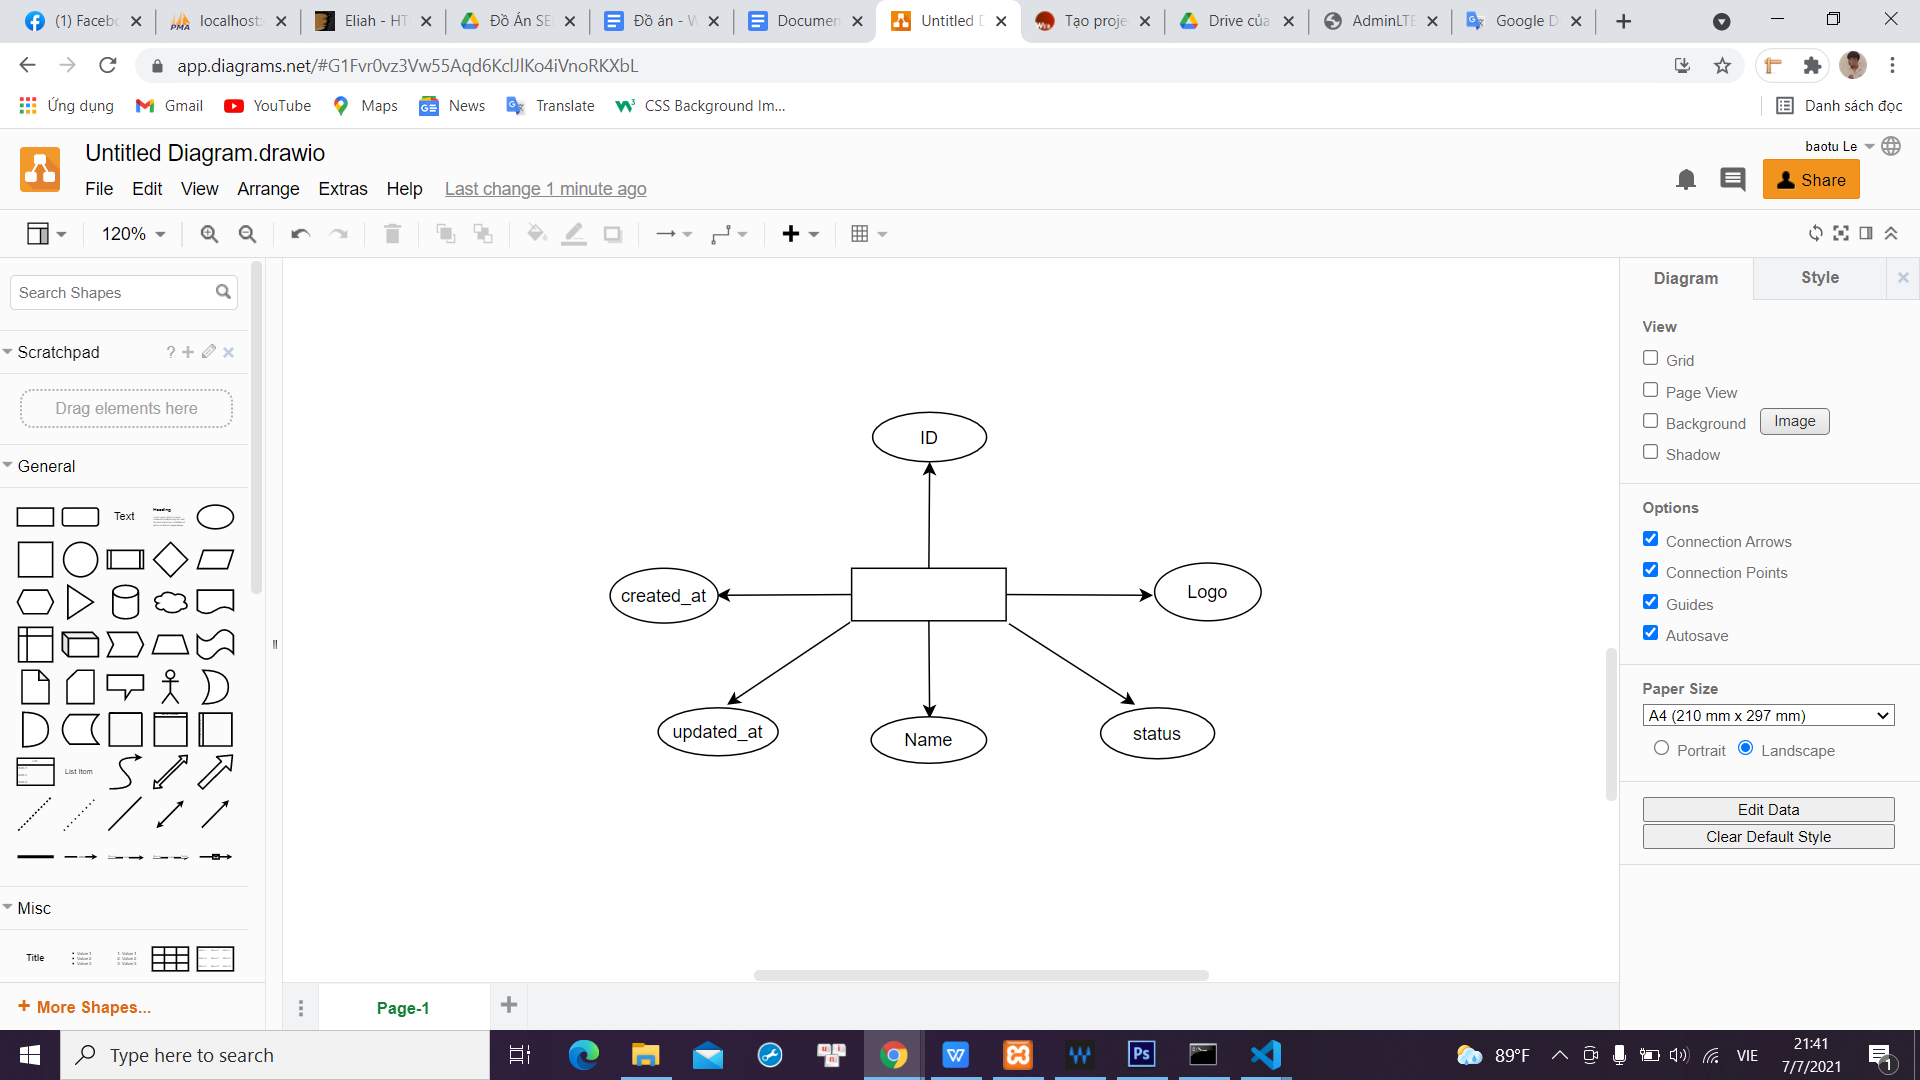 (1) Facebo
localhost:
Eliah - HT
Đồ Án SE
Đồ án - W
Documen
Untitled D
Tạo proje
Drive của
AdminLTE
Google D
app.diagrams.net/#G1Fvr0vz3Vw55Aqd6KclJlKo4iVnoRKXbL
Ứng dụng
Gmail
YouTube
Maps
News
Translate
CSS Background Im...
Danh sách đọc
Untitled Diagram.drawio
baotu Le
File Edit View Arrange Extras Help Last change 1 minute ago
Share
120%
Search Shapes
Scratchpad
Drag elements here
General
Text
Heading
List Item
Misc
Title
+ More Shapes...
ID
created_at
Logo
updated_at
Name
status
Page-1
Diagram
Style
View
Grid
Page View
Background
Image
Shadow
Options
Connection Arrows
Connection Points
Guides
Autosave
Paper Size
A4 (210 mm x 297 mm)
Portrait
Landscape
Edit Data
Clear Default Style
Type here to search
89°F
VIE
21:41
7/7/2021
1